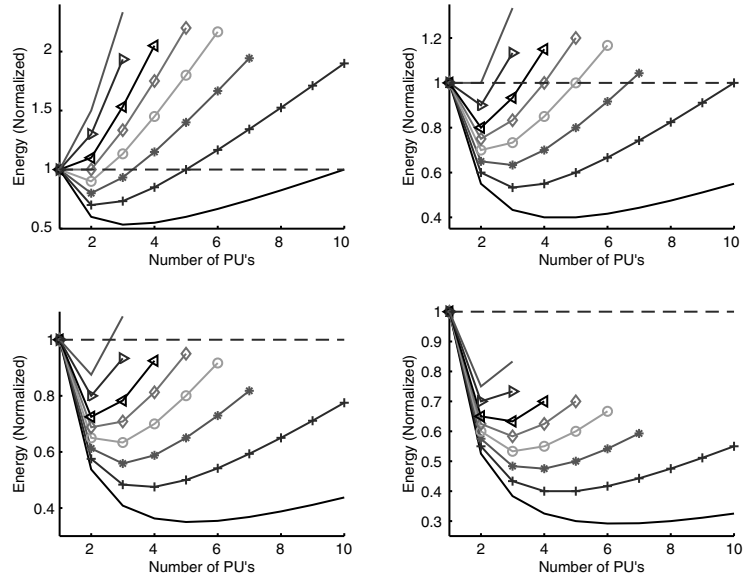 Energy (Normalized)
2
1.5
1
0.5
2 4 6 8 10
Number of PU's
Energy (Normalized)
1.2
1
0.8
0.6
0.4
2 4 6 8 10
Number of PU's
Energy (Normalized)
1
0.8
0.6
0.4
2 4 6 8 10
Number of PU's
Energy (Normalized)
1
0.9
0.8
0.7
0.6
0.5
0.4
0.3
2 4 6 8 10
Number of PU's